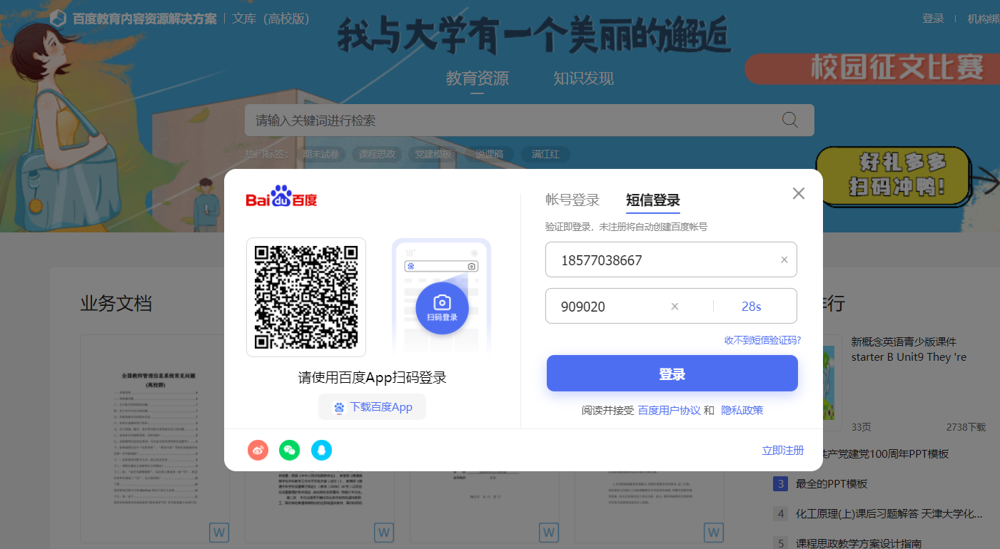 百度教育内容资源解决方案 | 文库（高校版）
登录 | 机构绑
我与大学有一个美丽的邂逅
校园征文比赛
教育资源 知识发现
请输入关键词进行检索
热门标签： 期末试卷 课程思政 党建模板 说课稿 满江红
好礼多多
扫码冲鸭！
Bai du 百度
帐号登录 短信登录
验证即登录，未注册将自动创建百度帐号
18577038667
909020 28s
收不到短信验证码?
登录
阅读并接受 百度用户协议 和 隐私政策
18°
扫码登录
请使用百度App扫码登录
下载百度App
立即注册
业务文档
全国教师管理信息系统常见问题
(高校群)
W
W
W
W
排行
新概念英语青少版课件
starter B Unit9 They 're
33页 2738下载
共产党建党100周年PPT模板
3 最全的PPT模板
4 化工原理(上)课后习题解答 天津大学化...
5 课程思政教学方案设计指南